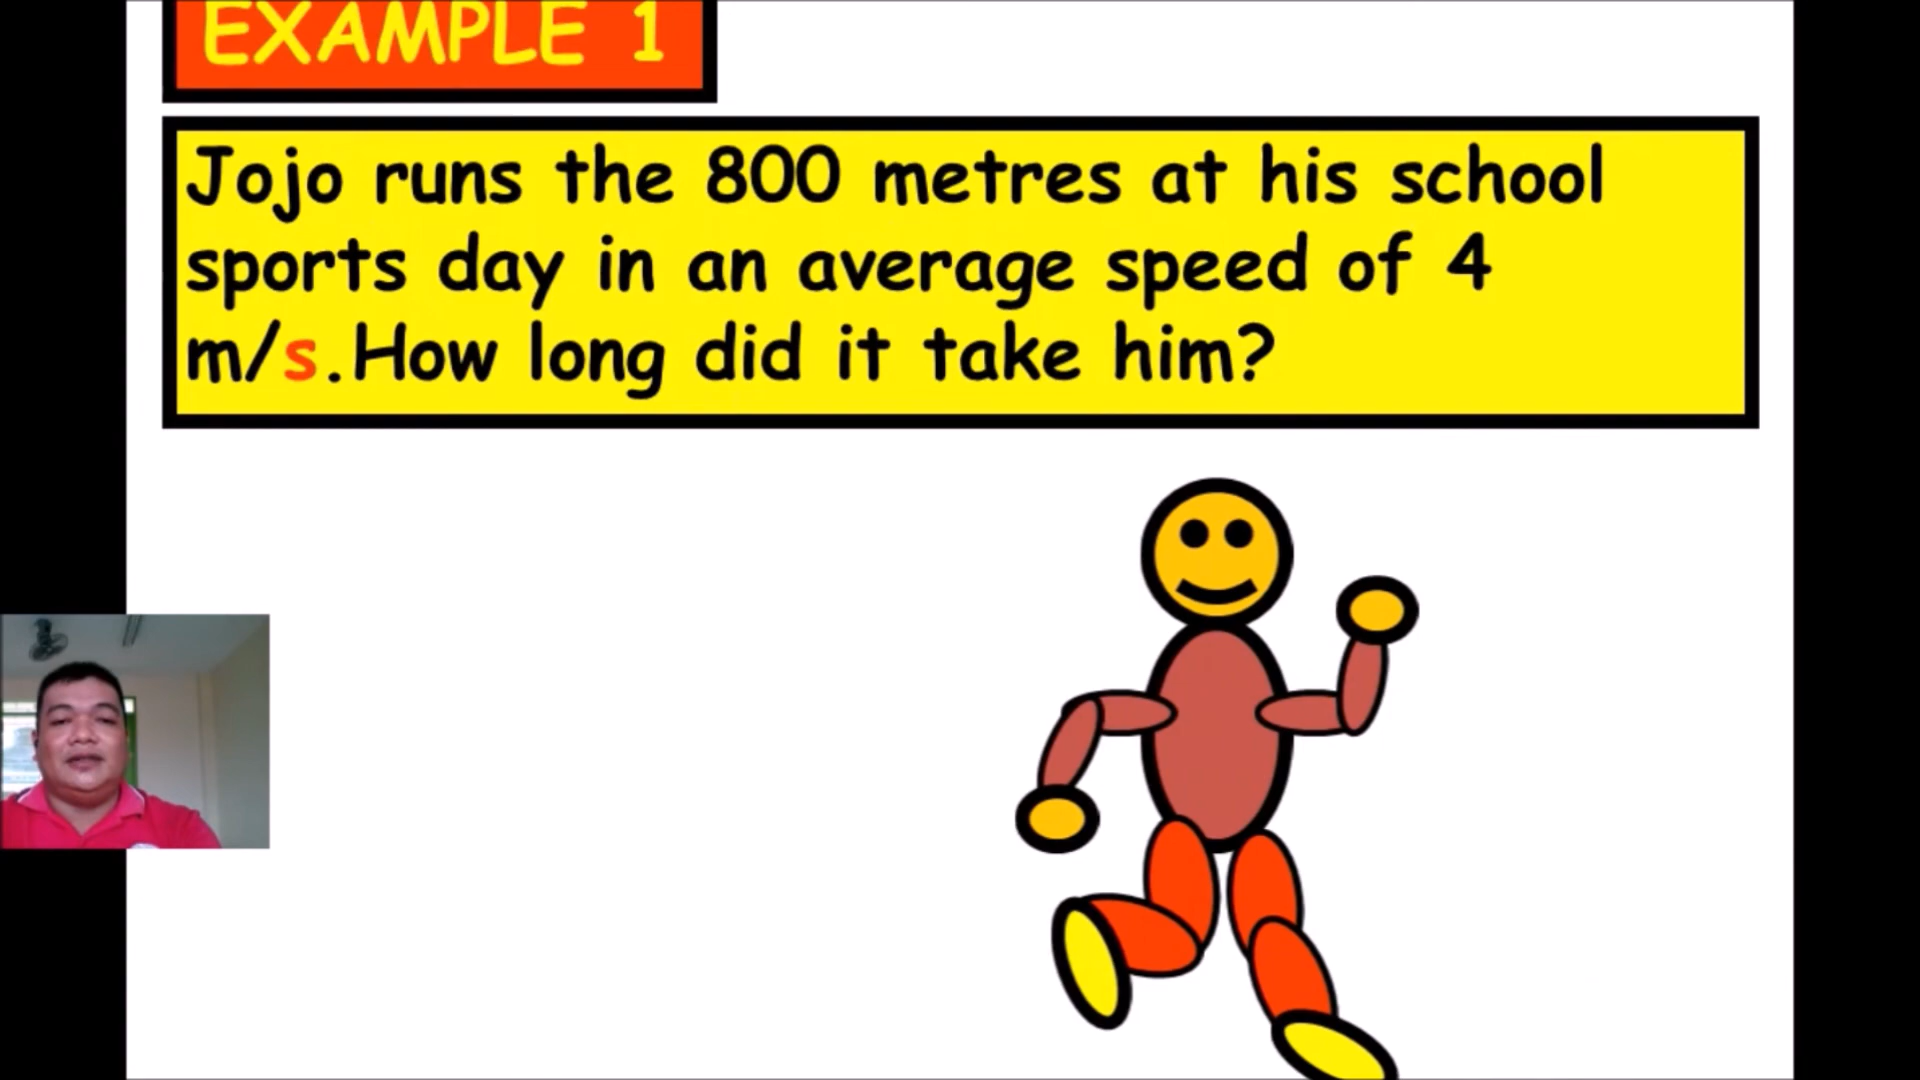 EXAMPLE 1
Jojo runs the 800 metres at his school
sports day in an average speed of 4
m/s.How long did it take him?